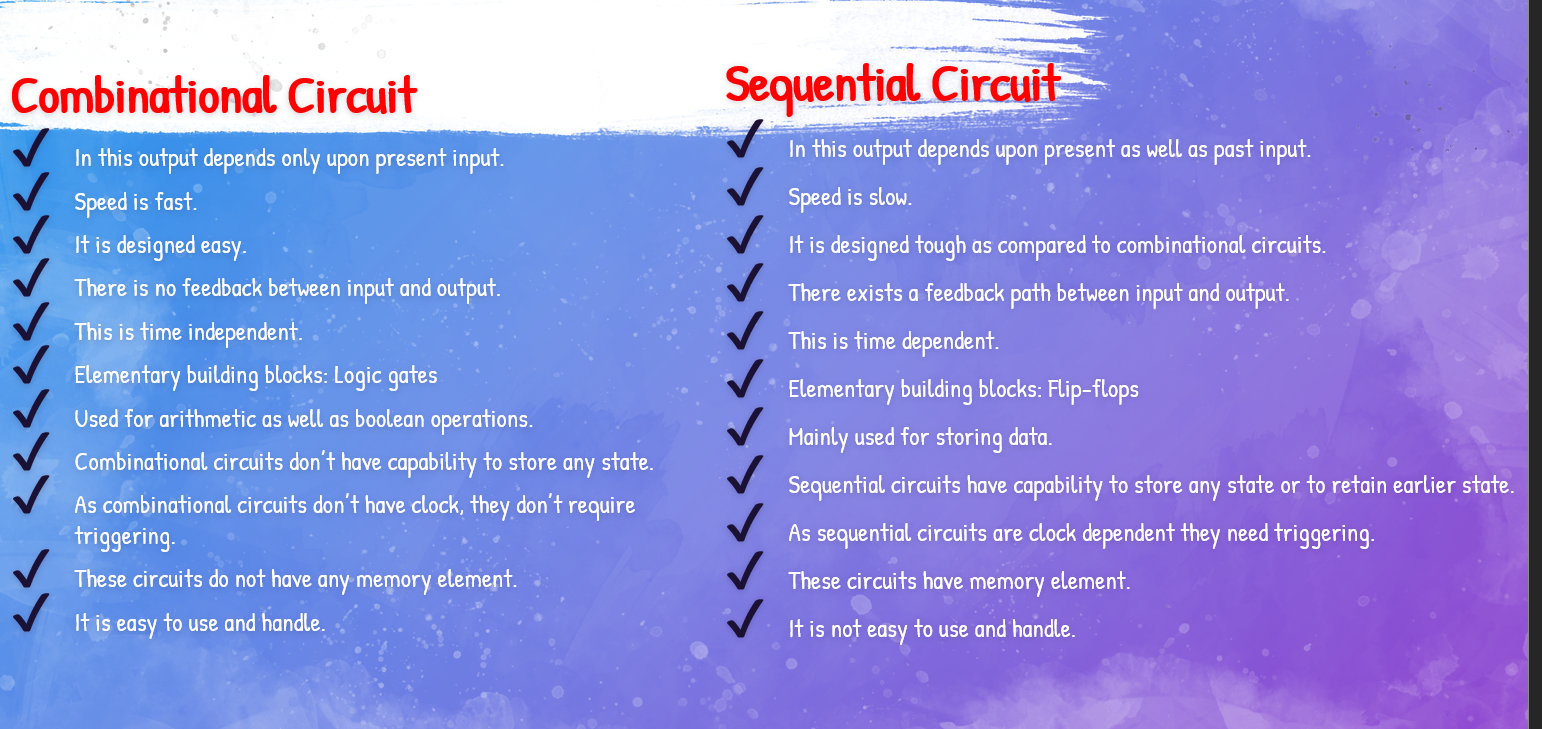 Combinational Circuit
In this output depends only upon present input.
Speed is fast.
It is designed easy.
There is no feedback between input and output.
This is time independent.
Elementary building blocks: Logic gates
Used for arithmetic as well as boolean operations.
Combinational circuits don't have capability to store any state.
As combinational circuits don't have clock, they don't require
triggering.
These circuits do not have any memory element.
It is easy to use and handle.
Sequential Circuit
In this output depends upon present as well as past input.
Speed is slow.
It is designed tough as compared to combinational circuits.
There exists a feedback path between input and output.
This is time dependent.
Elementary building blocks: Flip-flops
Mainly used for storing data.
Sequential circuits have capability to store any state or to retain earlier state.
As sequential circuits are clock dependent they need triggering.
These circuits have memory element.
It is not easy to use and handle.